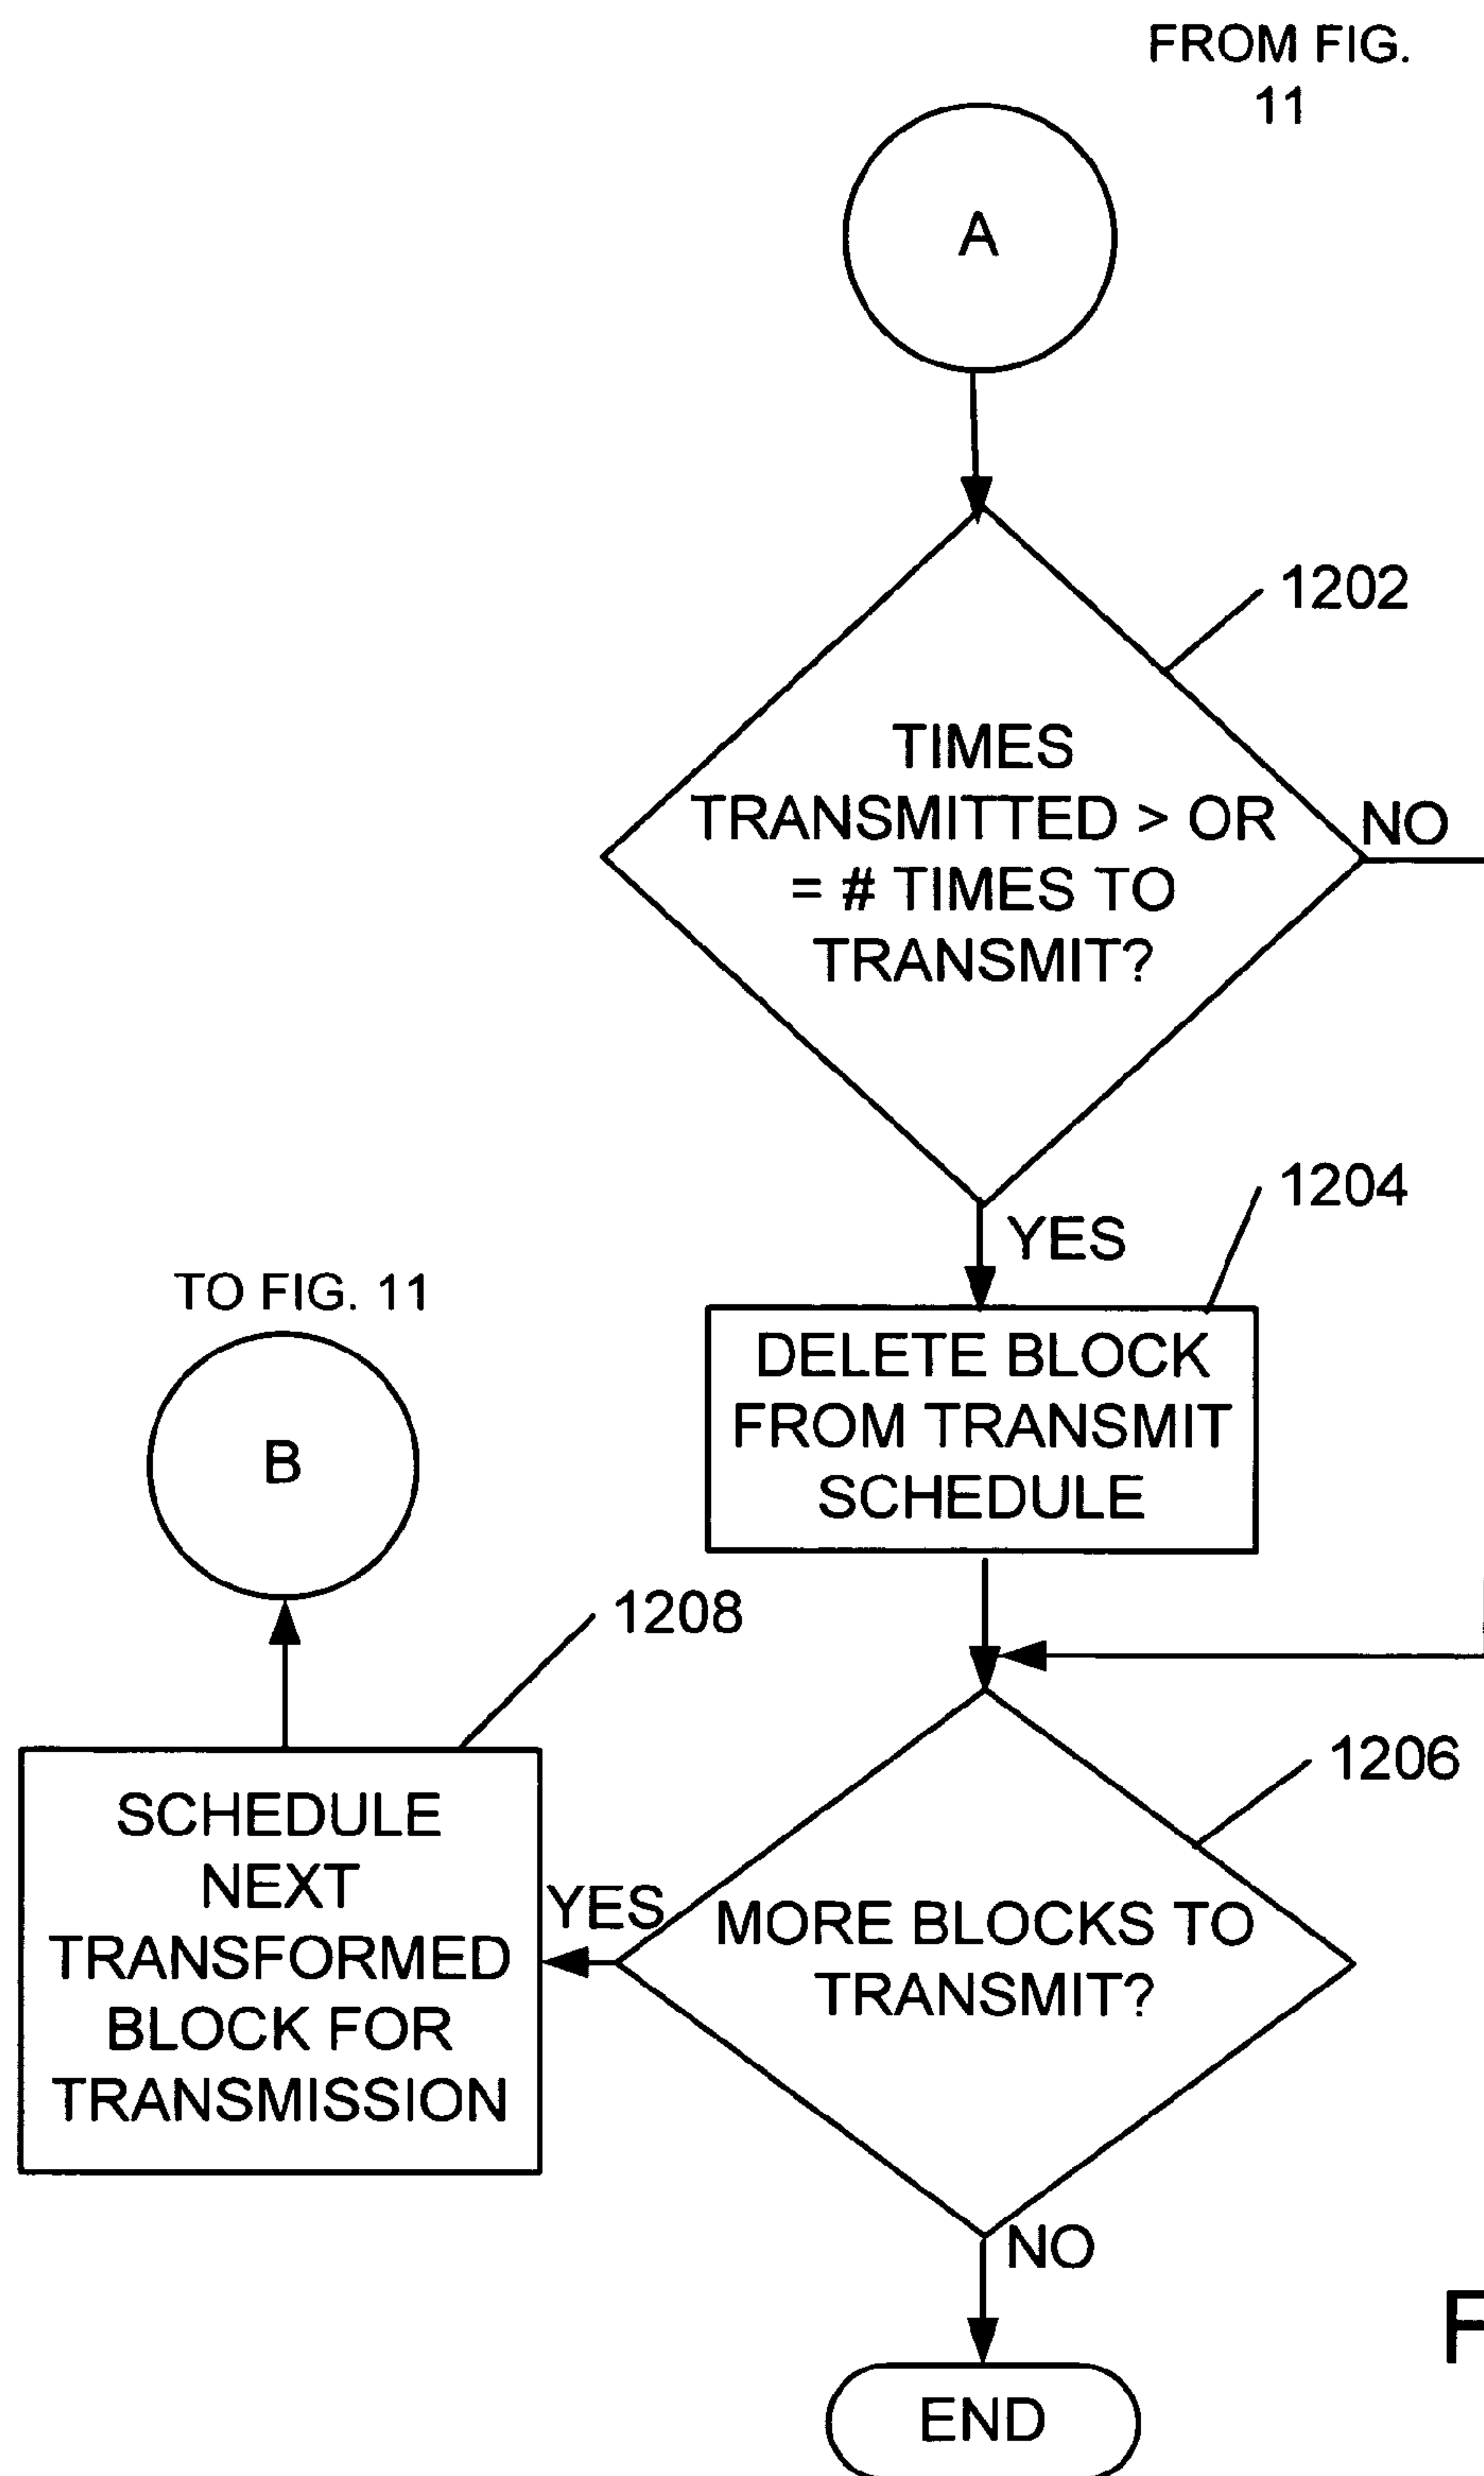 FROM FIG.
11
A
1202
TIMES
TRANSMITTED > OR
= # TIMES TO
TRANSMIT?
NO
YES
1204
DELETE BLOCK
FROM TRANSMIT
SCHEDULE
TO FIG. 11
B
1208
SCHEDULE
NEXT
TRANSFORMED
BLOCK FOR
TRANSMISSION
YES
1206
MORE BLOCKS TO
TRANSMIT?
NO
END
F